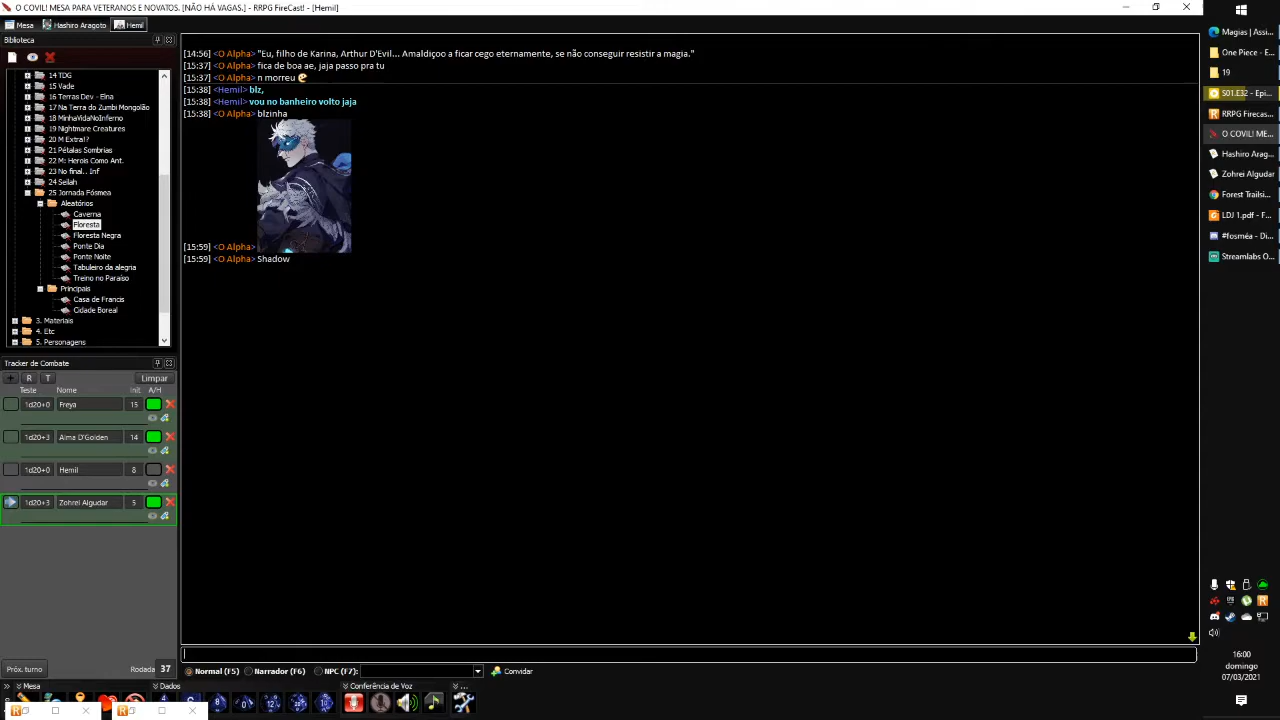 O COVIL! MESA PARA VETERANOS E NOVATOS. [NÃO HÁ VAGAS.] - RRPG FireCast! - [Hemil]
Mesa
Hashiro Aragoto
Hemil
Biblioteca
14 TDG
15 Vade
16 Terras Dev - Elna
17 Na Terra do Zumbi Mongolão
18 MinhaVidaNoInferno
19 Nightmare Creatures
20 M Extra!?
21 Pétalas Sombrias
22 M: Herois Como Ant.
23 No final.. Inf
24 Seilah
25 Jornada Fósmea
Aleatórios
Caverna
Floresta
Floresta Negra
Ponte Dia
Ponte Noite
Tabuleiro da alegria
Treino no Paraíso
Principais
Casa de Francis
Cidade Boreal
3. Materiais
4. Etc
5. Personagens
Tracker de Combate
R T Limpar
Teste Nome Init. A/H
1d20+0 Freya 15
1d20+3 Alma D'Golden 14
1d20+0 Hemil 8
1d20+3 Zohrei Algudar 5
Próx. turno Rodada 37
[14:56] <O Alpha> "Eu, filho de Karina, Arthur D'Evil... Amaldiçoo a ficar cego eternamente, se não conseguir resistir a magia."
[15:37] <O Alpha> fica de boa ae, jaja passo pra tu
[15:37] <O Alpha> n morreu
[15:38] <Hemil> blz,
[15:38] <Hemil> vou no banheiro volto jaja
[15:38] <O Alpha> blzinha
[15:59] <O Alpha>
[15:59] <O Alpha> Shadow
Normal (F5) Narrador (F6) NPC (F7): Convidar
Mesa Dados Conferência de Voz ...
Magias | Assi...
One Piece - E...
19
S01.E32 - Epi...
RRPG Firecas...
O COVIL! ME...
Hashiro Arag...
Zohrei Algudar
Forest Trailsi...
LDJ 1.pdf - F...
#fosméa - Di...
Streamlabs O...
16:00
domingo
07/03/2021